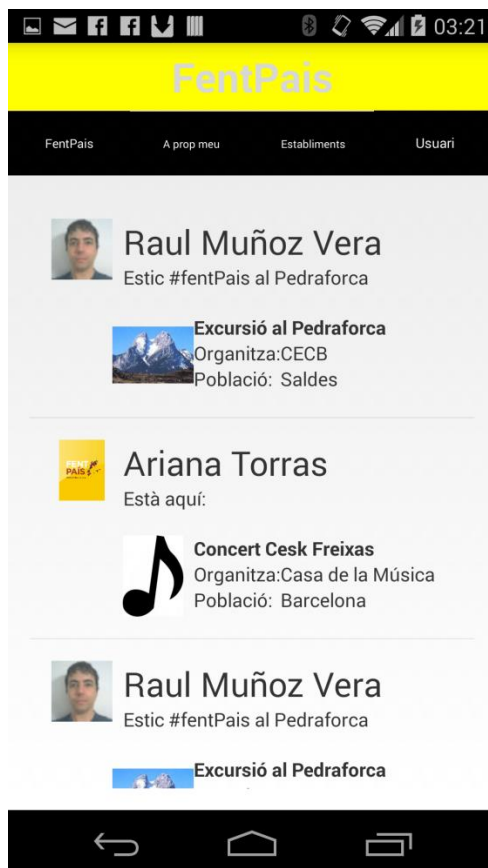 03:21
FentPais
FentPais
A prop meu
Establiments
Usuari
Raul Muñoz Vera
Estic #fentPais al Pedraforca
Excursió al Pedraforca
Organitza:CECB
Població: Saldes
FENT
PAÍS
Ariana Torras
Està aquí:
Concert Cesk Freixas
Organitza:Casa de la Música
Població: Barcelona
Raul Muñoz Vera
Estic #fentPais al Pedraforca
Excursió al Pedraforca